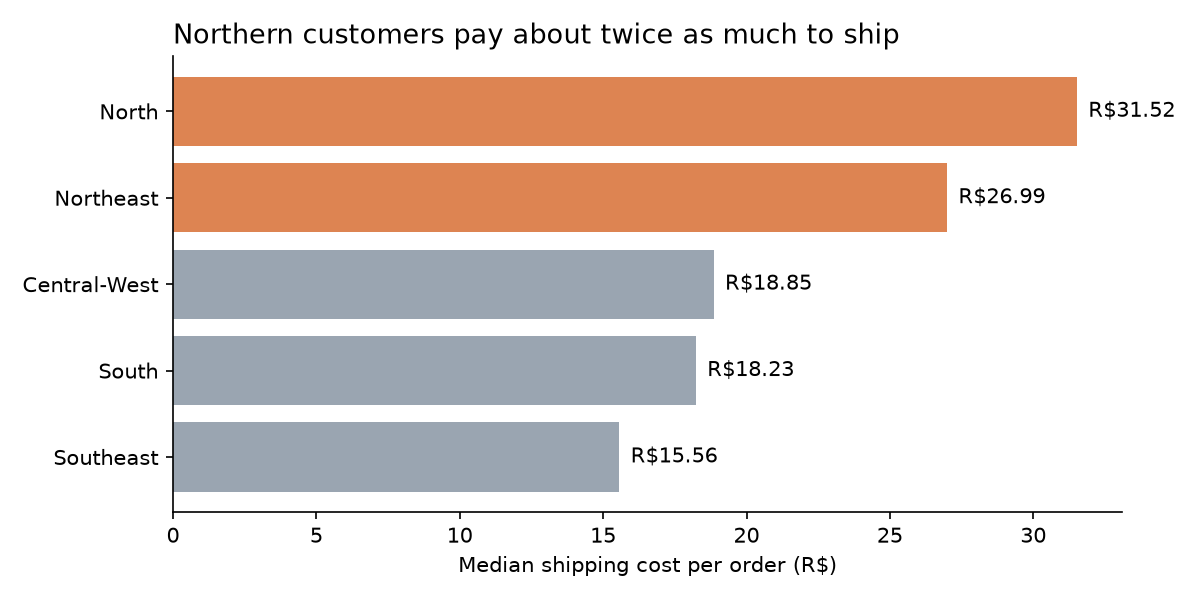 Northern customers pay about twice as much to ship
North R$31.52
Northeast R$26.99
Central-West R$18.85
South R$18.23
Southeast R$15.56
0 5 10 15 20 25 30
Median shipping cost per order (R$)